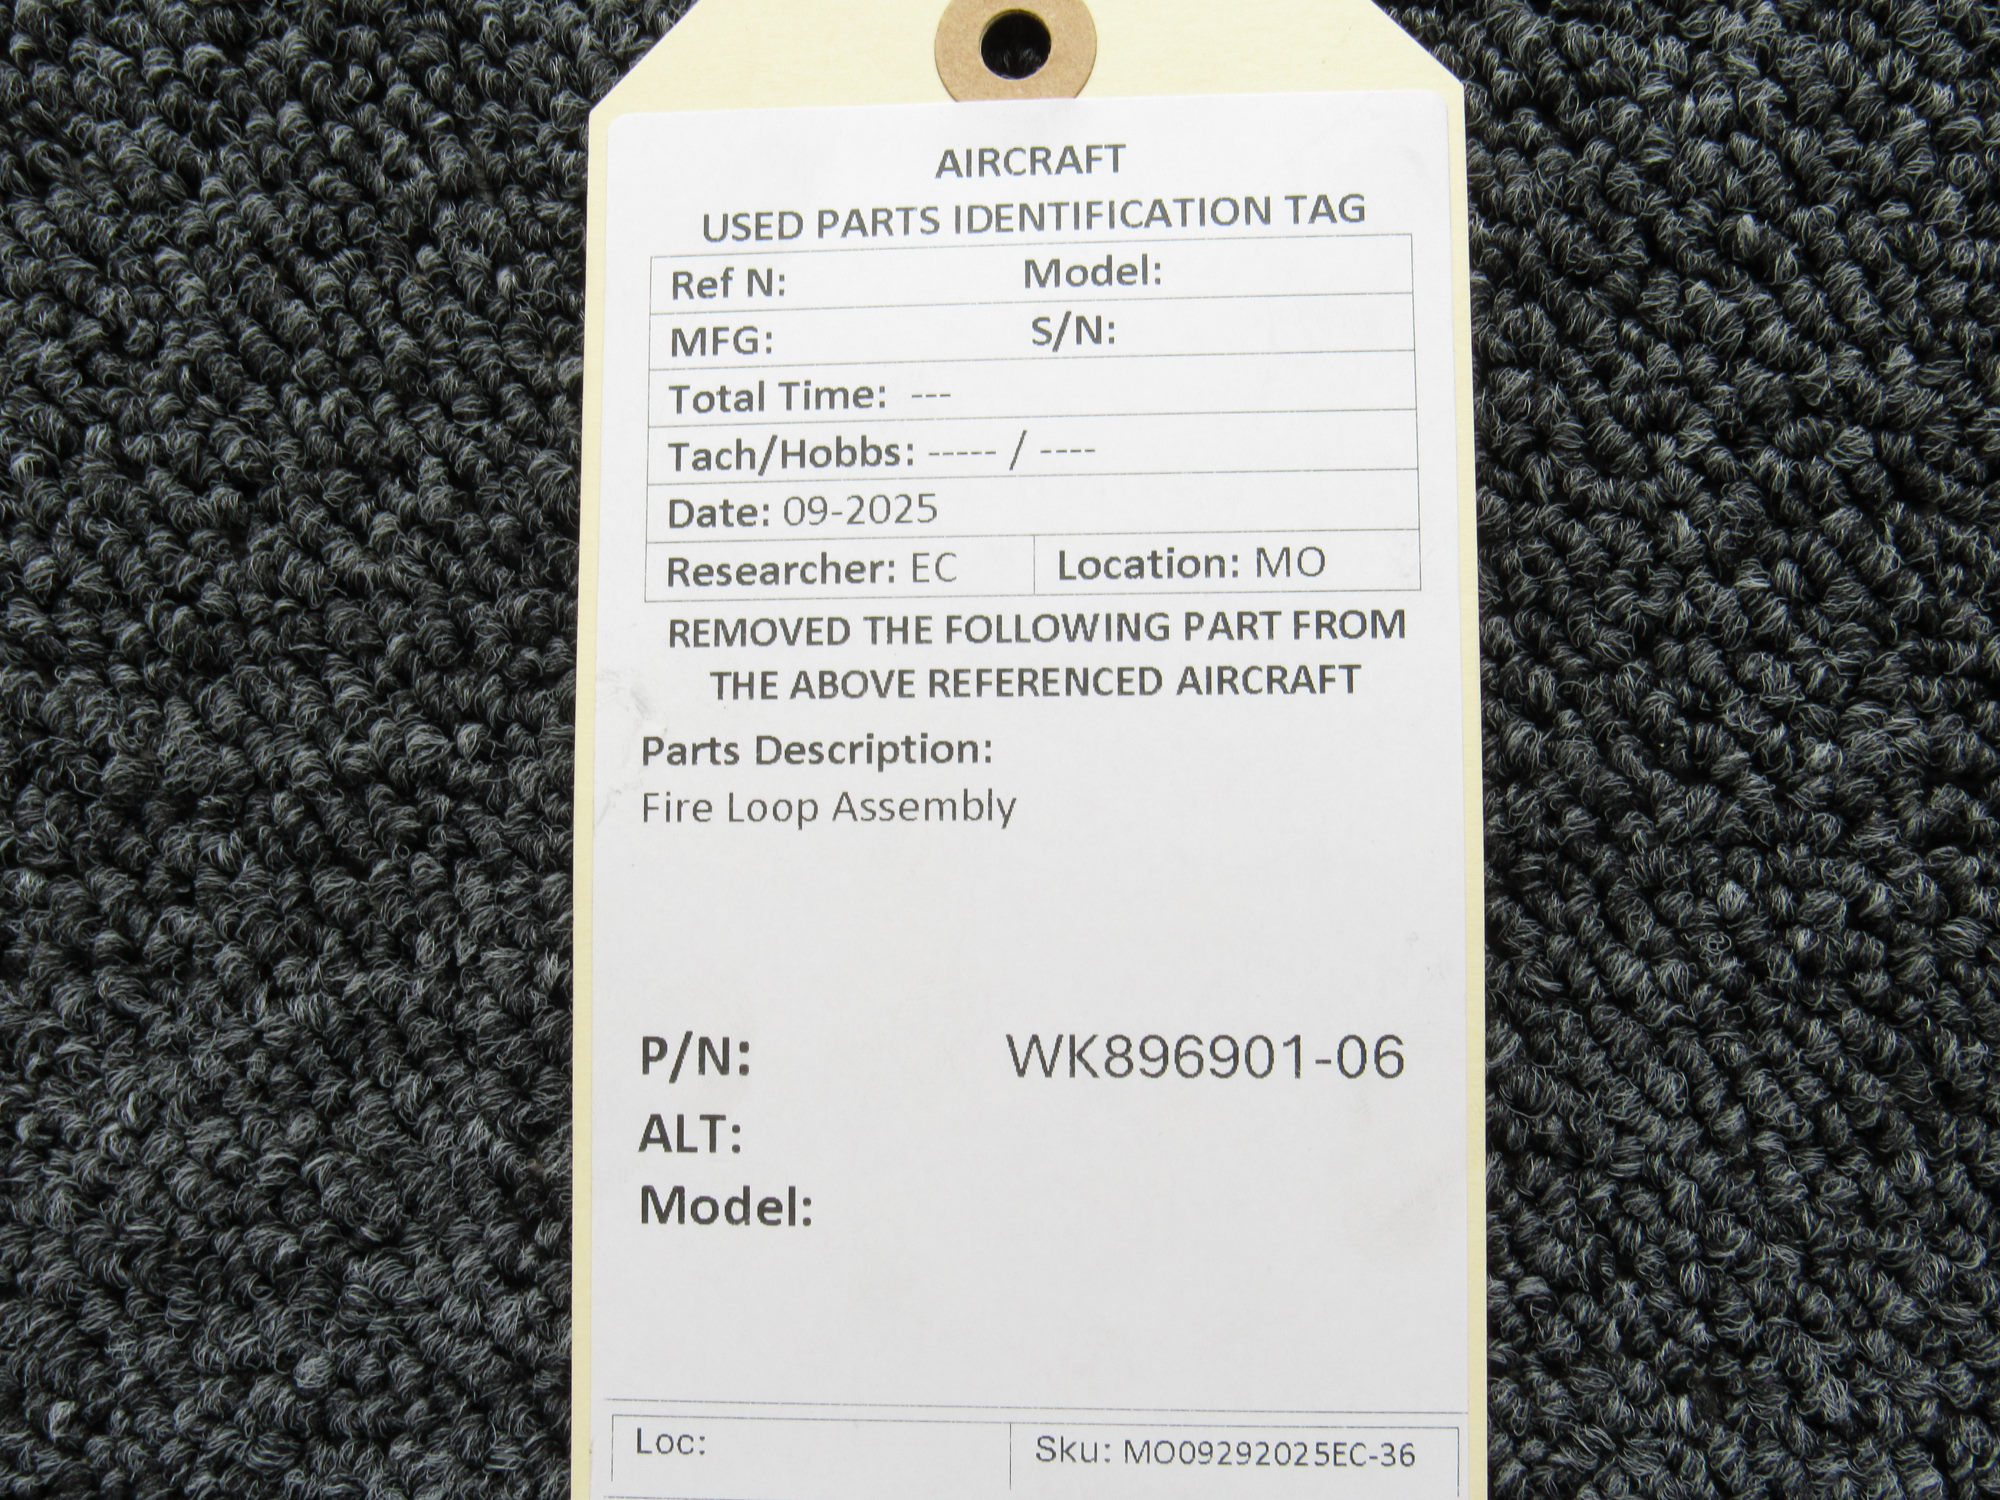 AIRCRAFT
USED PARTS IDENTIFICATION TAG
Ref N: Model:
MFG: S/N:
Total Time: ---
Tach/Hobbs: ----- / ----
Date: 09-2025
Researcher: EC Location: MO
REMOVED THE FOLLOWING PART FROM
THE ABOVE REFERENCED AIRCRAFT
Parts Description:
Fire Loop Assembly
P/N: WK896901-06
ALT:
Model:
Loc: Sku: MO09292025EC-36